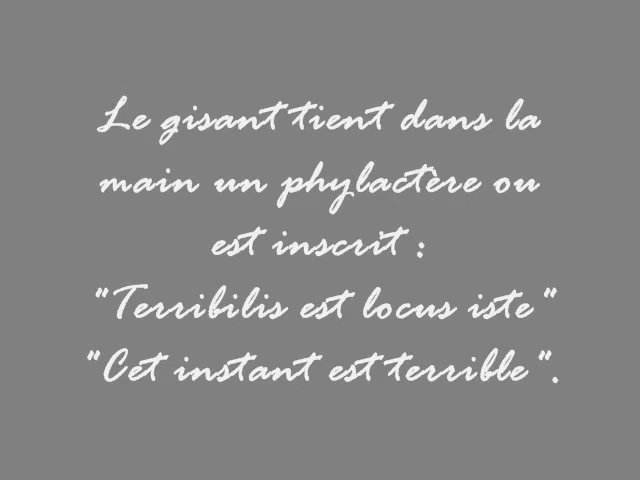 Le gisant tient dans la
main un phylactère ou
est inscrit :
"Terribilis est locus iste"
"Cet instant est terrible".